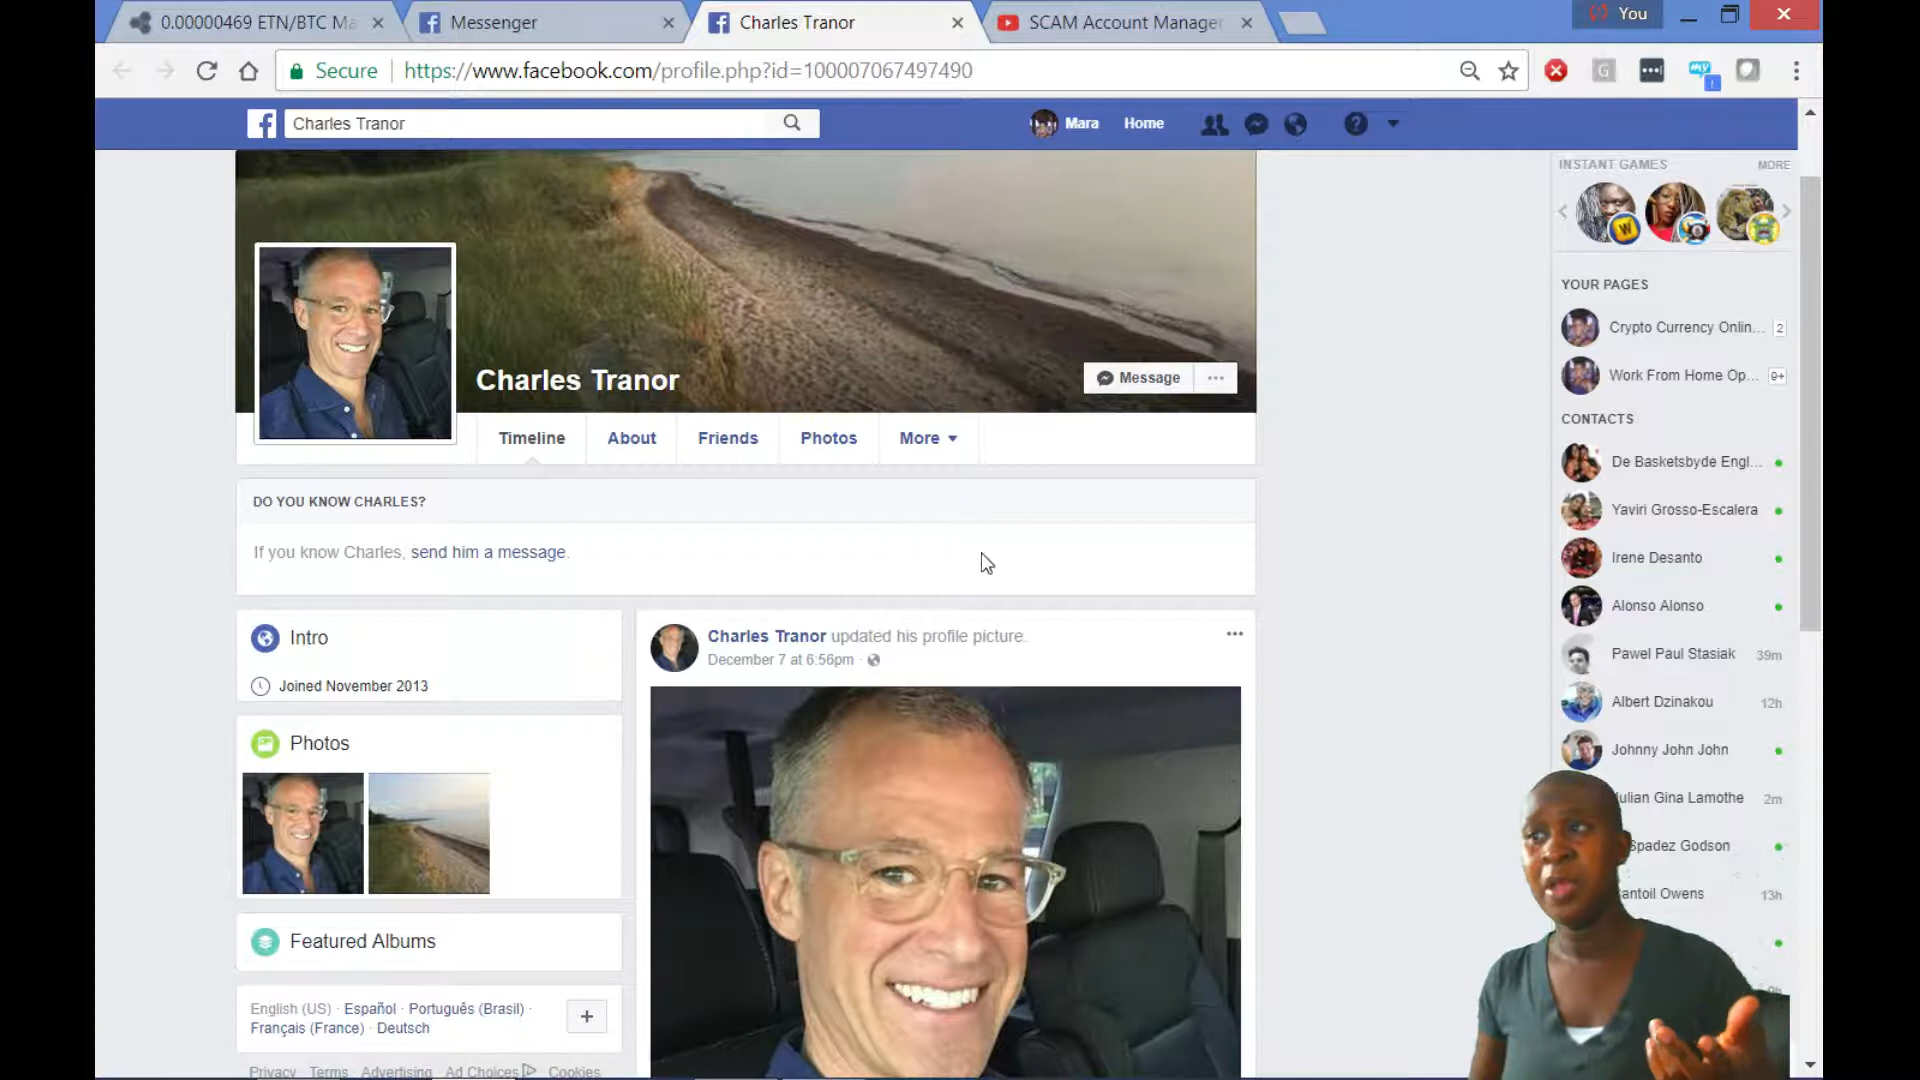 0.00000469 ETN/BTC Ma
Messenger
Charles Tranor
SCAM Account Manager
You
Secure
https://www.facebook.com/profile.php?id=100007067497490
Charles Tranor
Mara
Home
INSTANT GAMES
MORE
YOUR PAGES
Crypto Currency Onlin... 2
Work From Home Op... 9+
CONTACTS
De Basketsbyde Engl...
Yaviri Grosso-Escalera
Irene Desanto
Alonso Alonso
Pawel Paul Stasiak 39m
Albert Dzinakou 12h
Johnny John John
Julian Gina Lamothe 2m
Spadez Godson
antoil Owens 13h
Charles Tranor
Message
Timeline
About
Friends
Photos
More
DO YOU KNOW CHARLES?
If you know Charles, send him a message.
Intro
Joined November 2013
Photos
Featured Albums
English (US) · Español · Português (Brasil) ·
Français (France) · Deutsch
Privacy Terms Advertising Ad Choices Cookies
Charles Tranor updated his profile picture.
December 7 at 6:56pm ·